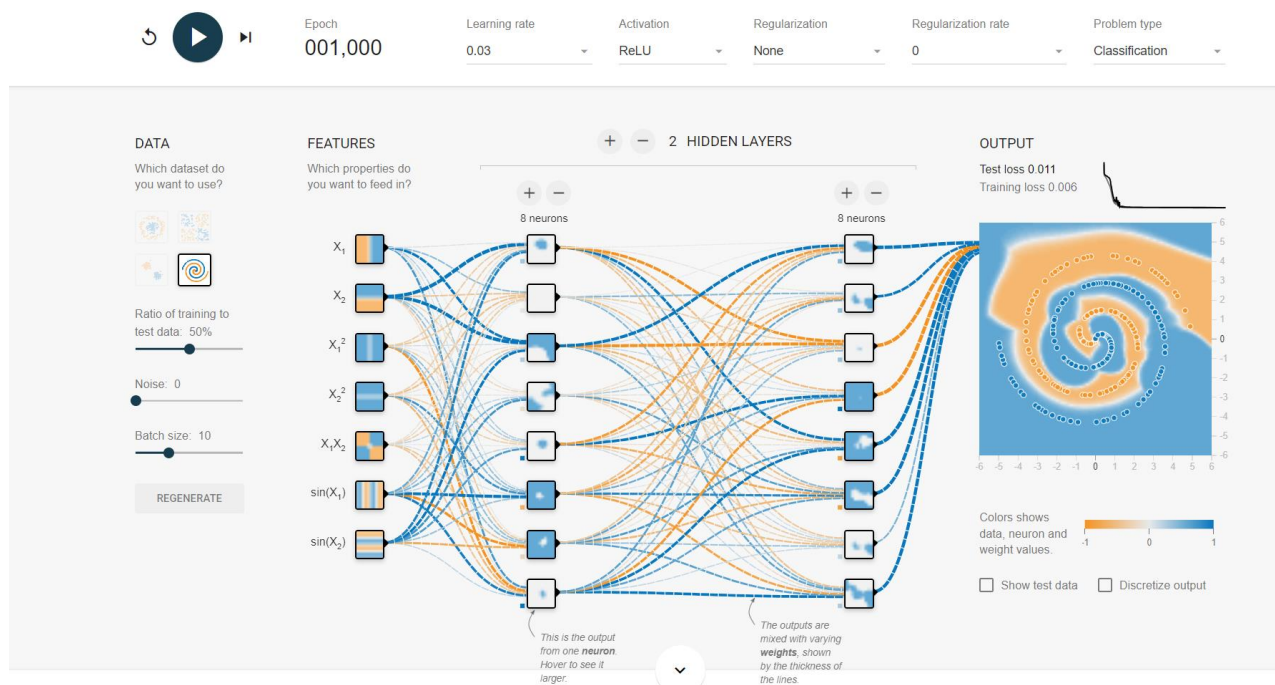 Epoch
001,000
Learning rate
0.03
Activation
ReLU
Regularization
None
Regularization rate
0
Problem type
Classification
DATA
Which dataset do
you want to use?
Ratio of training to
test data: 50%
Noise: 0
Batch size: 10
REGENERATE
FEATURES
Which properties do
you want to feed in?
X₁
X₂
X₁²
X₂²
X₁X₂
sin(X₁)
sin(X₂)
+ − 2 HIDDEN LAYERS
+ −
8 neurons
+ −
8 neurons
This is the output
from one neuron.
Hover to see it
larger.
The outputs are
mixed with varying
weights, shown
by the thickness of
the lines.
OUTPUT
Test loss 0.011
Training loss 0.006
6
5
4
3
2
1
0
-1
-2
-3
-4
-5
-6
-6 -5 -4 -3 -2 -1 0 1 2 3 4 5 6
Colors shows
data, neuron and
weight values.
-1 0 1
Show test data
Discretize output